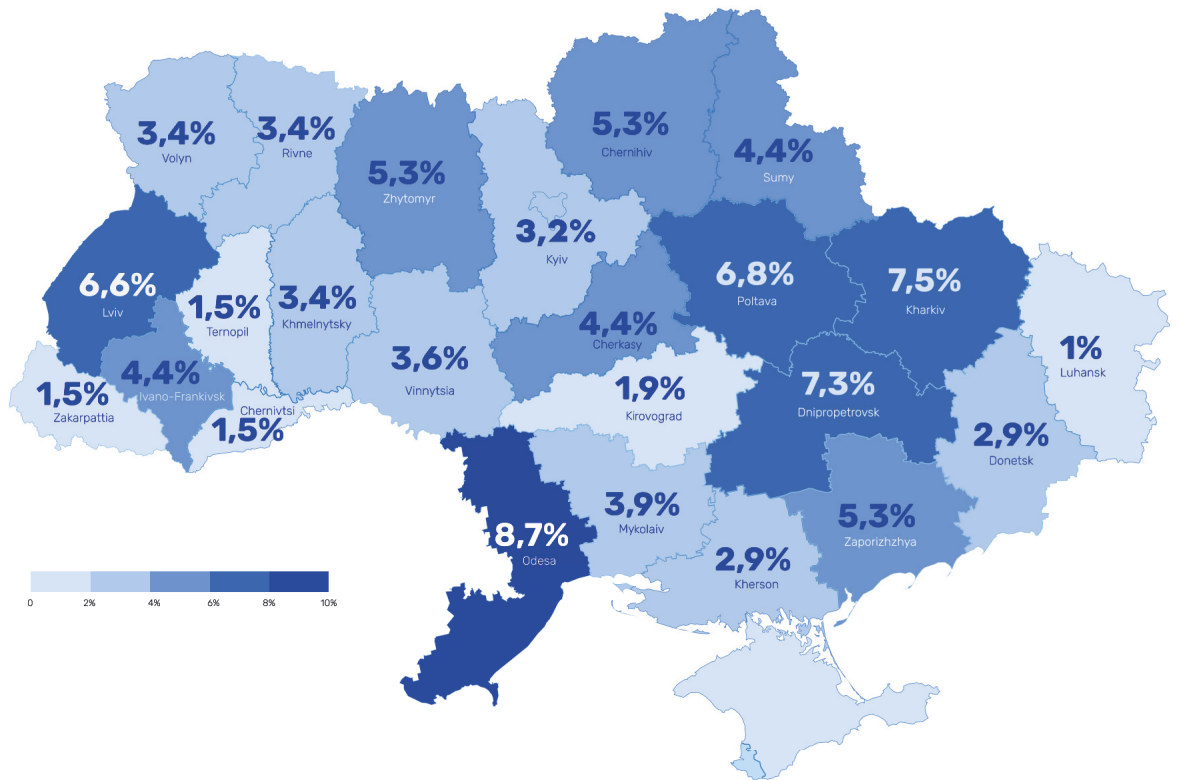 5,3%
Chernihiv
3,4%
Volyn
3,4%
Rivne
4,4%
Sumy
5,3%
Zhytomyr
3,2%
Kyiv
6,6%
Lviv
1,5%
Ternopil
3,4%
Khmelnytsky
6,8%
Poltava
7,5%
Kharkiv
4,4%
Cherkasy
1%
Luhansk
3,6%
Vinnytsia
4,4%
Ivano-Frankivsk
1,5%
Zakarpattia
Chernivtsi
1,5%
1,9%
Kirovograd
7,3%
Dnipropetrovsk
2,9%
Donetsk
3,9%
Mykolaiv
5,3%
Zaporizhzhya
8,7%
Odesa
2,9%
Kherson
0 2% 4% 6% 8% 10%